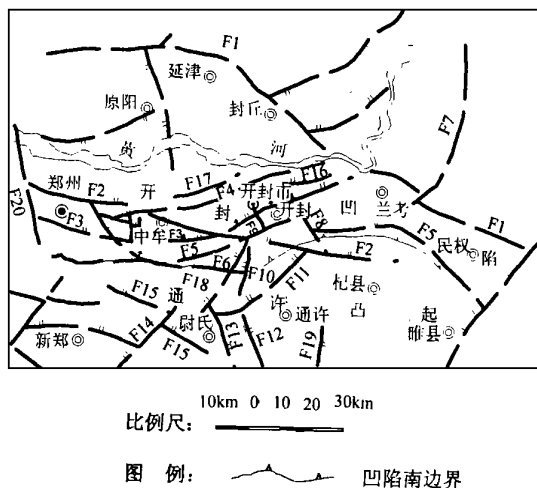 F1
延津
原阳
封丘
F7
黄
河
F16
郑州
F2
开
F17
F4
开封市
兰考
F20
F3
中牟
F3
封
开封
F8
凹
F5
F1
民权
陷
F5
F6
F2
F10
F11
F18
杞县
F15
通
许
凸
F14
尉氏
F13
通许
起
新郑
F15
F12
F19
睢县
10km 0 10 20 30km
比例尺：
图 例： 凹陷南边界